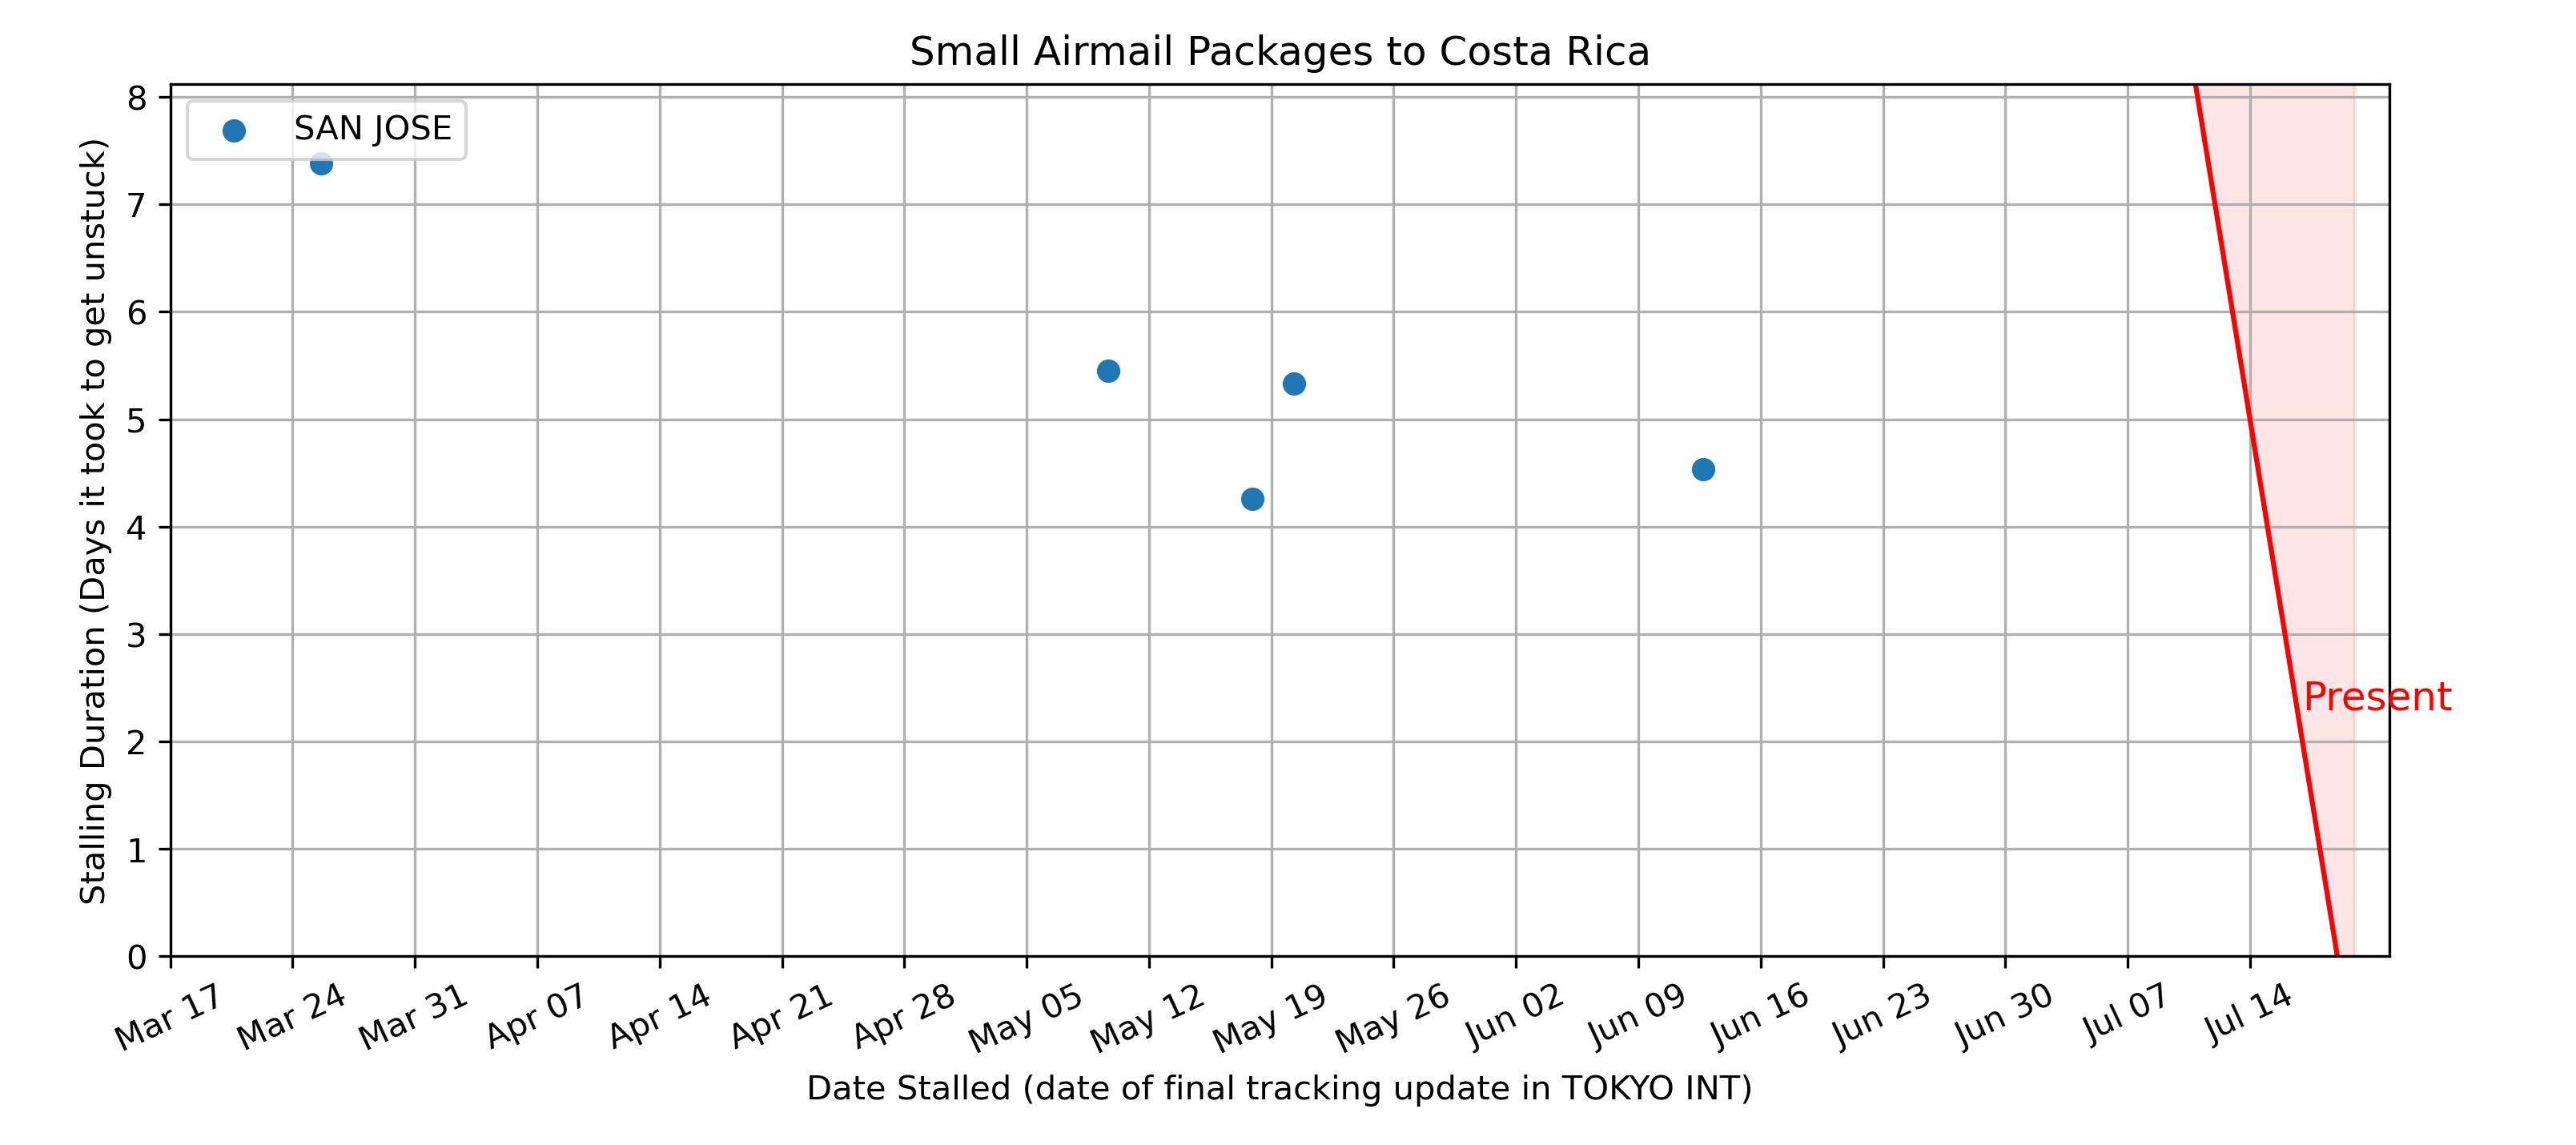 Small Airmail Packages to Costa Rica
SAN JOSE
Stalling Duration (Days it took to get unstuck)
8
7
6
5
4
3
2
1
0
Present
Mar 17
Mar 24
Mar 31
Apr 07
Apr 14
Apr 21
Apr 28
May 05
May 12
May 19
May 26
Jun 02
Jun 09
Jun 16
Jun 23
Jun 30
Jul 07
Jul 14
Date Stalled (date of final tracking update in TOKYO INT)